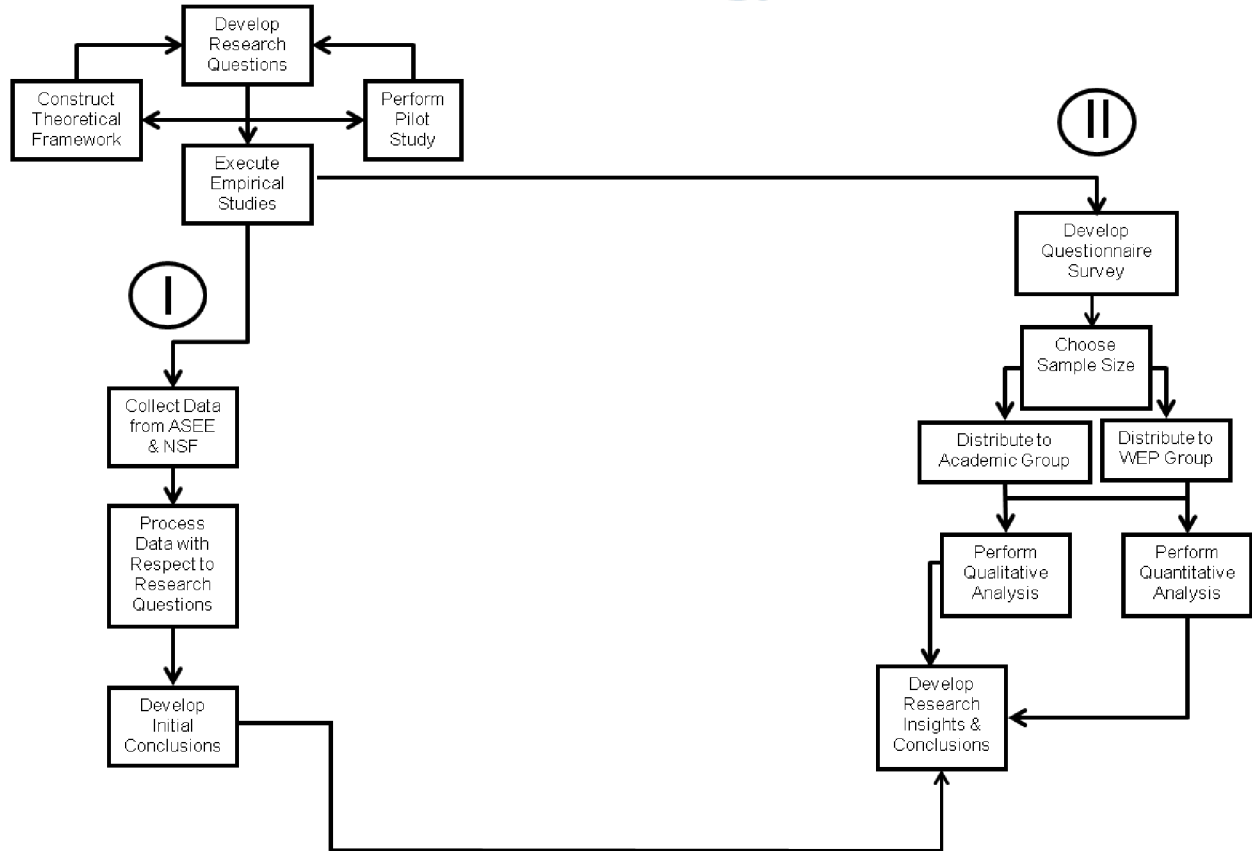 Develop
Research
Questions
Construct
Theoretical
Framework
Perform
Pilot
Study
Execute
Empirical
Studies
II
Develop
Questionnaire
Survey
I
Choose
Sample Size
Collect Data
from ASEE
& NSF
Distribute to
Academic Group
Distribute to
WEP Group
Process
Data with
Respect to
Research
Questions
Perform
Qualitative
Analysis
Perform
Quantitative
Analysis
Develop
Initial
Conclusions
Develop
Research
Insights &
Conclusions